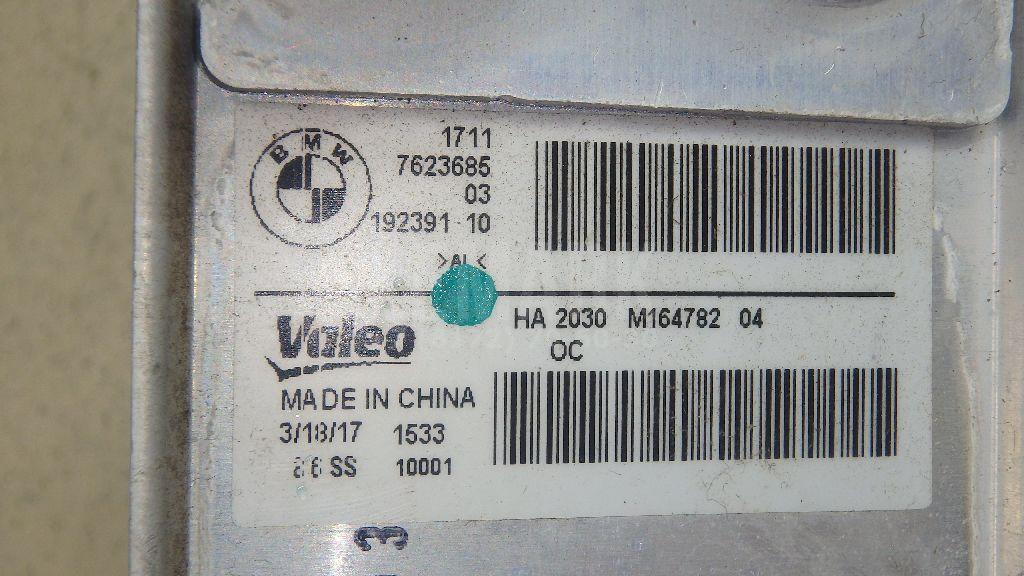 BMW
1711
7623685
03
192391 10
>AL<
HA 2030 M164782 04
OC
Valeo
MADE IN CHINA
3/18/17 1533
SS 10001
3